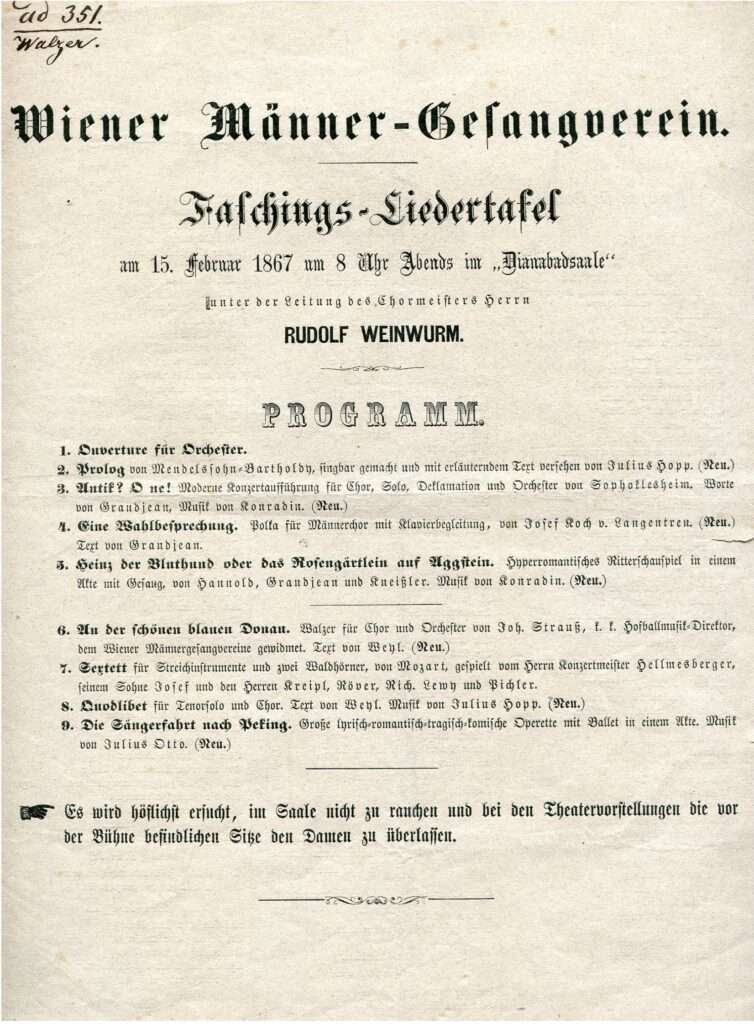 ad 351.
Walzer.
Wiener Männer-Gesangverein.
Faschings-Liedertafel
am 15. Februar 1867 um 8 Uhr Abends im „Dianabadsaale“
unter der Leitung des Chormeisters Herrn
RUDOLF WEINWURM.
PROGRAMM.
1. Ouverture für Orchester.
2. Prolog von Mendelssohn-Bartholdy, singbar gemacht und mit erläuterndem Text versehen von Julius Hopp. (Neu.)
3. Antik? O ne! Moderne Konzertaufführung für Chor, Solo, Deklamation und Orchester von Sophoklesheim. Worte
von Grandjean, Musik von Konradin. (Neu.)
4. Eine Wahlbesprechung. Polka für Männerchor mit Klavierbegleitung, von Josef Koch v. Langentreu. (Neu.)
Text von Grandjean.
5. Heinz der Bluthund oder das Rosengärtlein auf Aggstein. Hyperromantisches Ritterschauspiel in einem
Akte mit Gesang, von Hannold, Grandjean und Kneißler. Musik von Konradin. (Neu.)
6. An der schönen blauen Donau. Walzer für Chor und Orchester von Joh. Strauß, k. k. Hofballmusik-Direktor,
dem Wiener Männergesangvereine gewidmet. Text von Weyl. (Neu.)
7. Sextett für Streichinstrumente und zwei Waldhörner, von Mozart, gespielt vom Herrn Konzertmeister Hellmesberger,
seinem Sohne Josef und den Herren Kreipl, Röver, Rich. Lewy und Pichler.
8. Quodlibet für Tenorsolo und Chor. Text von Weyl. Musik von Julius Hopp. (Neu.)
9. Die Sängerfahrt nach Peking. Große lyrisch-romantisch-tragisch-komische Operette mit Ballet in einem Akte. Musik
von Julius Otto. (Neu.)
Es wird höflichst ersucht, im Saale nicht zu rauchen und bei den Theatervorstellungen die vor
der Bühne befindlichen Sitze den Damen zu überlassen.